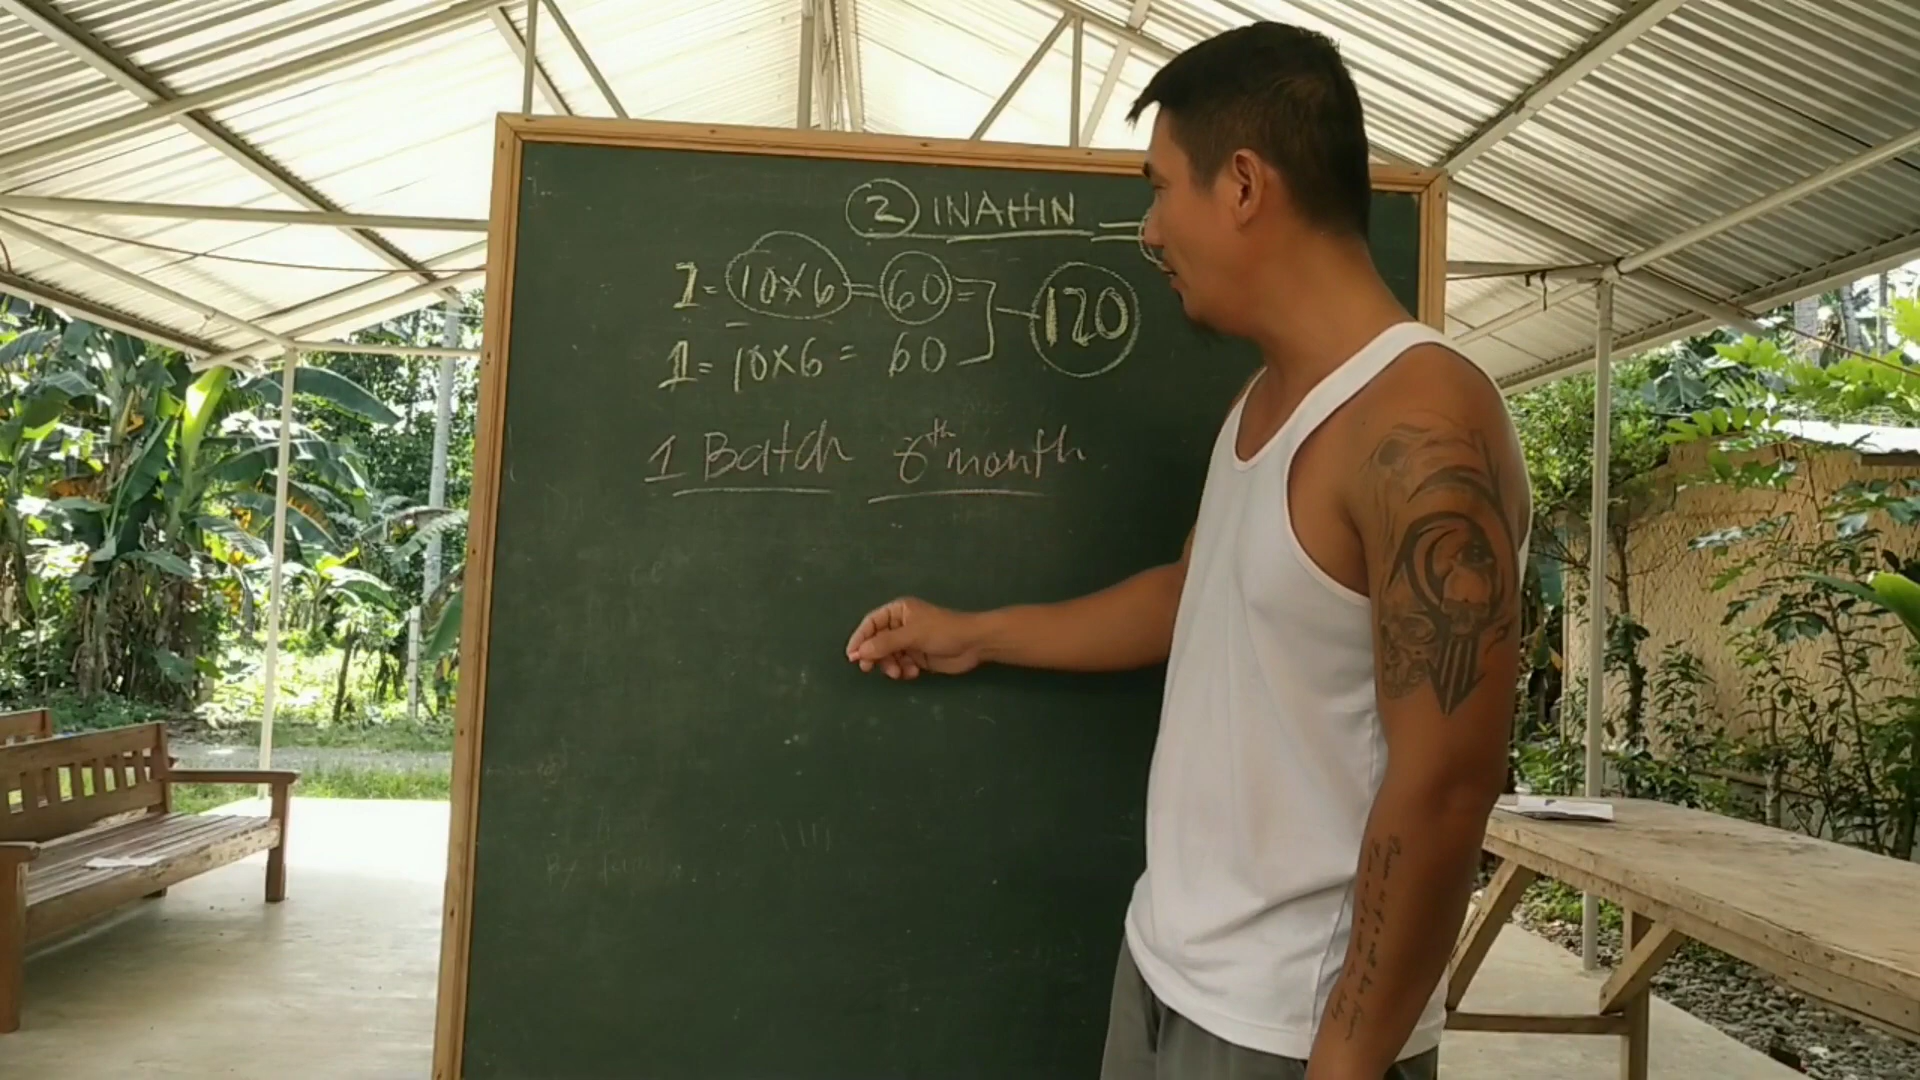 2 INAHIN =
1 = 10x6 = 60 = 120
1 = 10x6 = 60
1 Batch 8th month